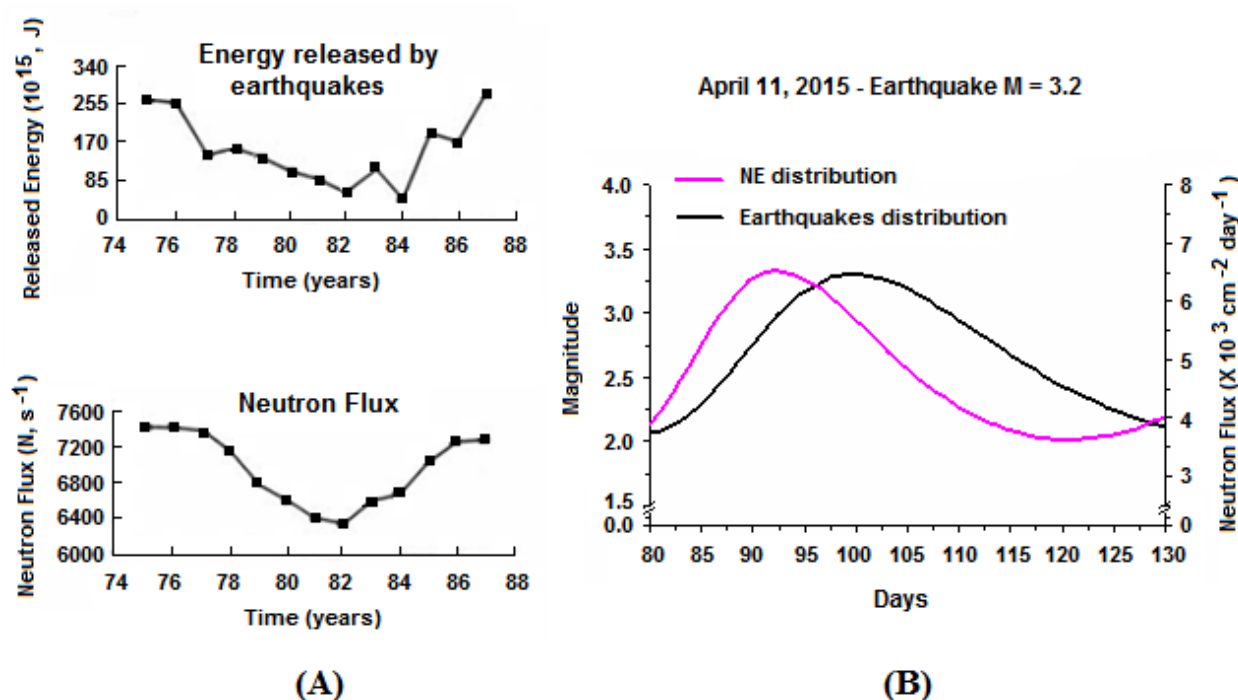 Energy released by
earthquakes
Released Energy (10¹⁵, J)
340
255
170
85
0
74 76 78 80 82 84 86 88
Time (years)
Neutron Flux
Neutron Flux (N, s⁻¹)
7600
7200
6800
6400
6000
74 76 78 80 82 84 86 88
Time (years)
(A)
April 11, 2015 - Earthquake M = 3.2
NE distribution
Earthquakes distribution
Magnitude
4.0
3.5
3.0
2.5
2.0
1.5
0.0
Neutron Flux (X 10³ cm⁻² day⁻¹)
8
7
6
5
4
3
0
80 85 90 95 100 105 110 115 120 125 130
Days
(B)